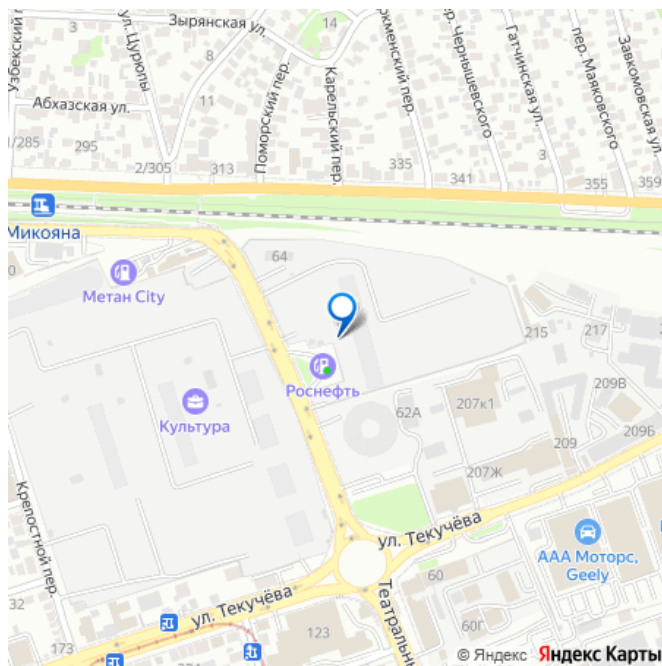 Узбекский п
ул. Цурюпы
Зырянская ул.
14
3
8
11
Абхазская ул.
1/285
295
2/305
313
Поморский пер.
Карельский пер.
335
пер. Чернышевского
341
Гатчинская ул.
3
пер. Маяковского
355
Завкомовская ул.
359
Микояна
64
Метан City
215
217
Роснефть
Культура
62А
207к1
209В
209
209Б
207Ж
Крепостной пер.
ул. Текучёва
ААА Моторс,
Geely
60
ул. Текучёва
Театральны
32
173
123
60Г
© Яндекс Яндекс Карты